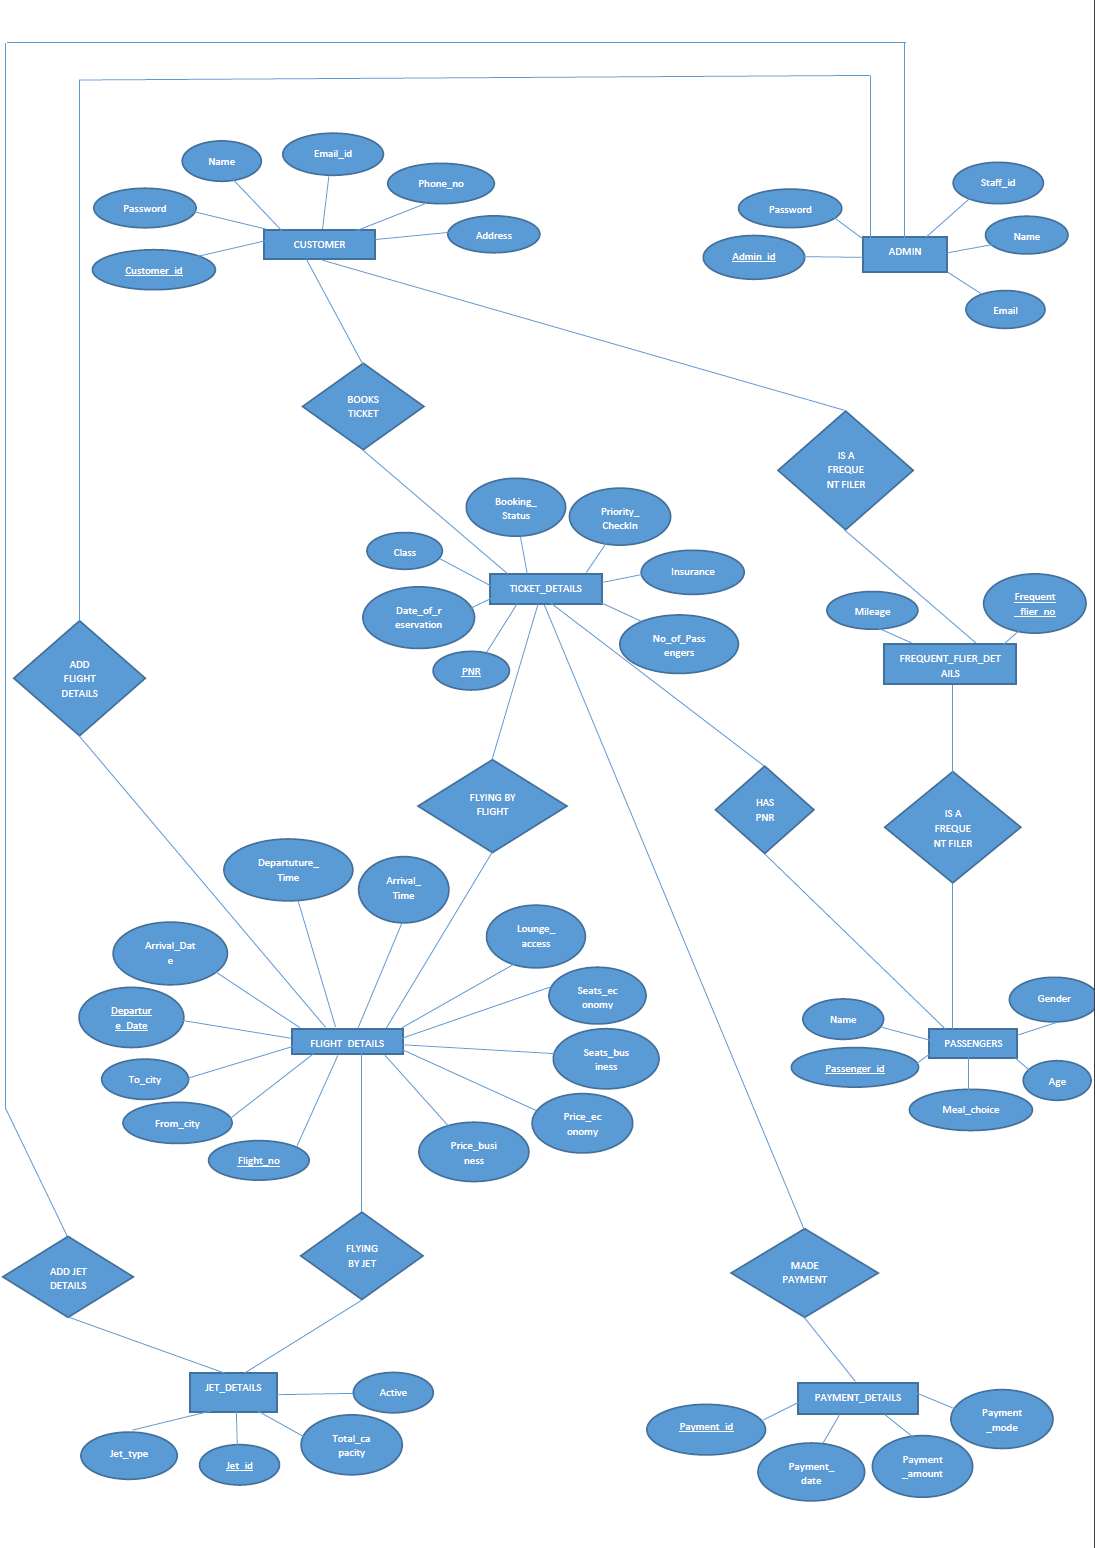 Email_id
Name
Phone_no
Password
Address
CUSTOMER
Customer_id
Staff_id
Password
Name
ADMIN
Admin_id
Email
BOOKS
TICKET
IS A
FREQUE
NT FILER
Booking_
Status
Priority_
CheckIn
Class
Insurance
TICKET_DETAILS
Date_of_r
eservation
No_of_Pass
engers
PNR
Mileage
Frequent
_flier_no
FREQUENT_FLIER_DET
AILS
ADD
FLIGHT
DETAILS
FLYING BY
FLIGHT
HAS
PNR
IS A
FREQUE
NT FILER
Departuture_
Time
Arrival_
Time
Lounge_
access
Arrival_Dat
e
Seats_ec
onomy
Departur
e_Date
FLIGHT_DETAILS
Seats_bus
iness
To_city
From_city
Price_ec
onomy
Flight_no
Price_busi
ness
Gender
Name
PASSENGERS
Passenger_id
Age
Meal_choice
ADD JET
DETAILS
FLYING
BY JET
MADE
PAYMENT
JET_DETAILS
Active
Jet_type
Jet_id
Total_ca
pacity
PAYMENT_DETAILS
Payment_id
Payment
_mode
Payment_
date
Payment
_amount